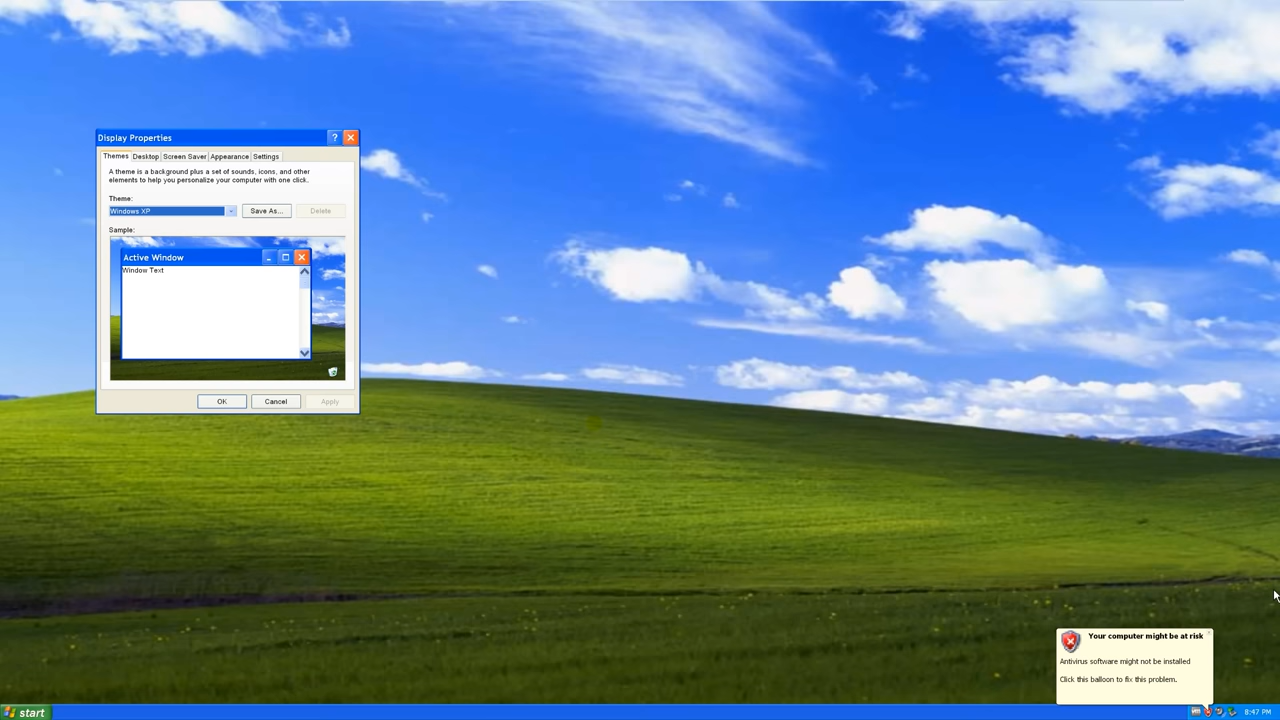 Display Properties
Themes Desktop Screen Saver Appearance Settings
A theme is a background plus a set of sounds, icons, and other
elements to help you personalize your computer with one click.
Theme:
Windows XP
Save As...
Delete
Sample:
Active Window
Window Text
OK
Cancel
Apply
Your computer might be at risk
Antivirus software might not be installed
Click this balloon to fix this problem.
start
8:47 PM